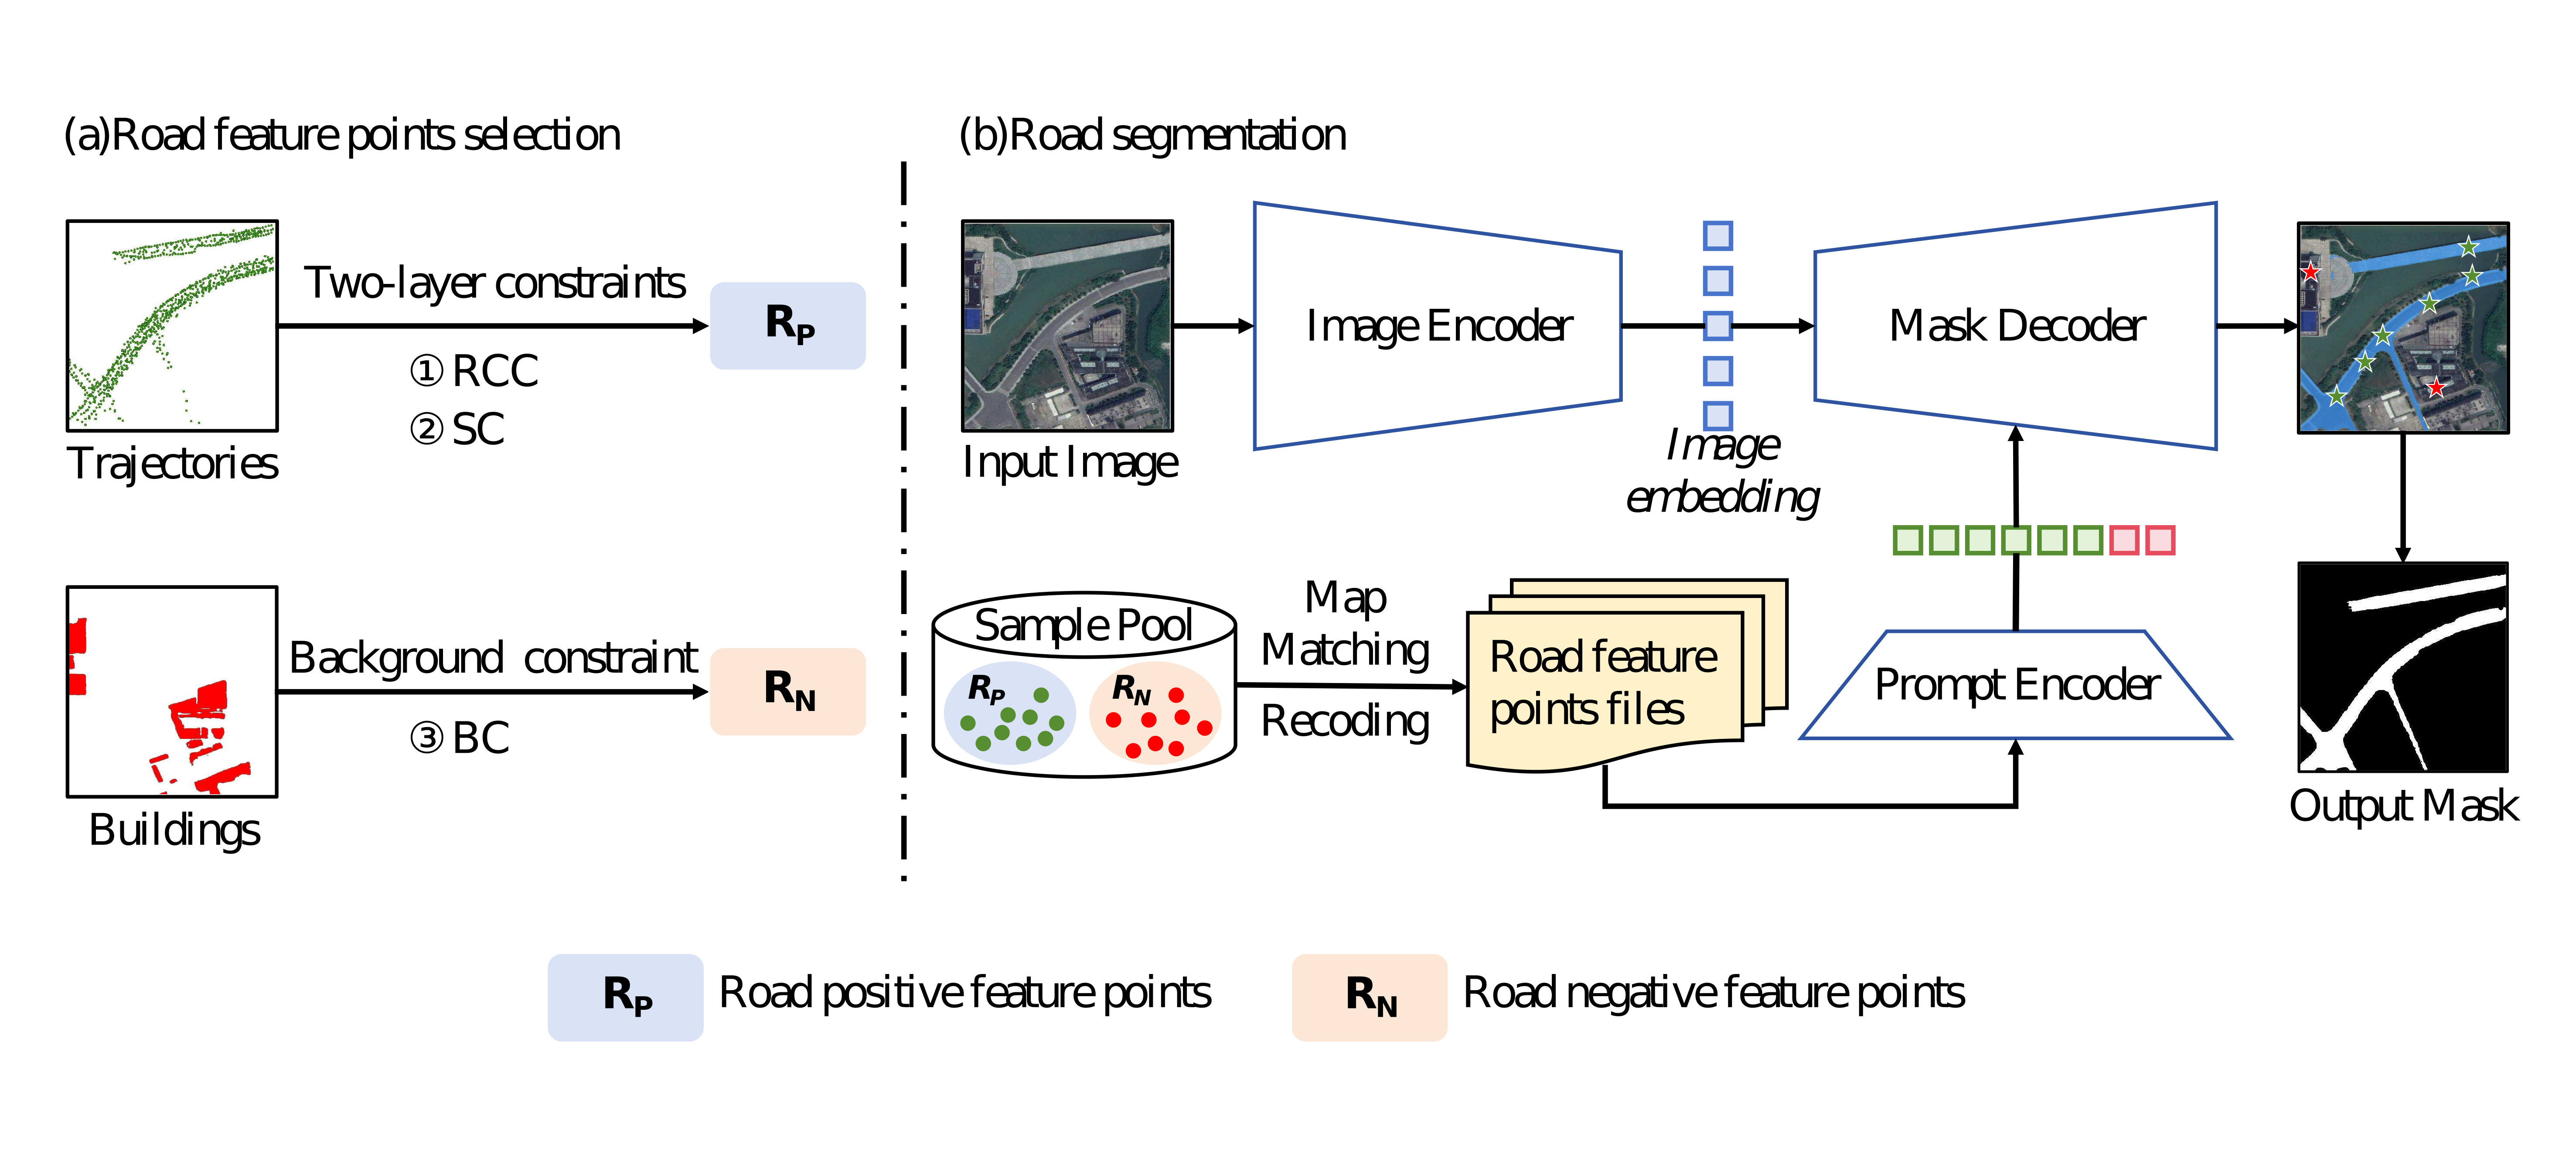 (a)Road feature points selection
(b)Road segmentation
Two-layer constraints
① RCC
② SC
R_P
Trajectories
Background constraint
③ BC
R_N
Buildings
Input Image
Image Encoder
Image
embedding
Mask Decoder
Sample Pool
R_P
R_N
Map
Matching
Recoding
Road feature
points files
Prompt Encoder
Output Mask
R_P Road positive feature points
R_N Road negative feature points